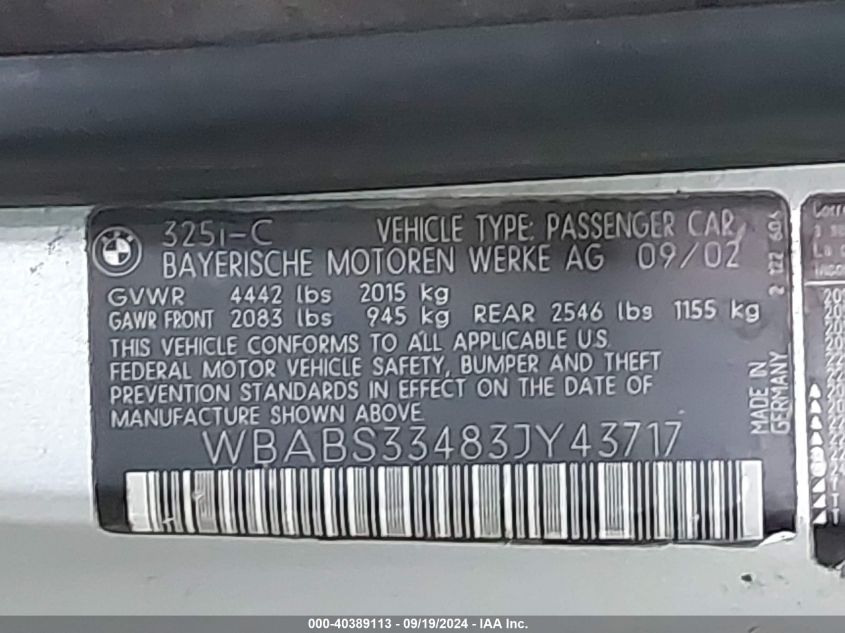 325i-C VEHICLE TYPE: PASSENGER CAR
BAYERISCHE MOTOREN WERKE AG 09/02
GVWR 4442 lbs 2015 kg
GAWR FRONT 2083 lbs 945 kg REAR 2546 lbs 1155 kg
THIS VEHICLE CONFORMS TO ALL APPLICABLE U.S.
FEDERAL MOTOR VEHICLE SAFETY, BUMPER AND THEFT
PREVENTION STANDARDS IN EFFECT ON THE DATE OF
MANUFACTURE SHOWN ABOVE.
WBABS33483JY43717
2 122 604
MADE IN
GERMANY
000-40389113 - 09/19/2024 - IAA Inc.